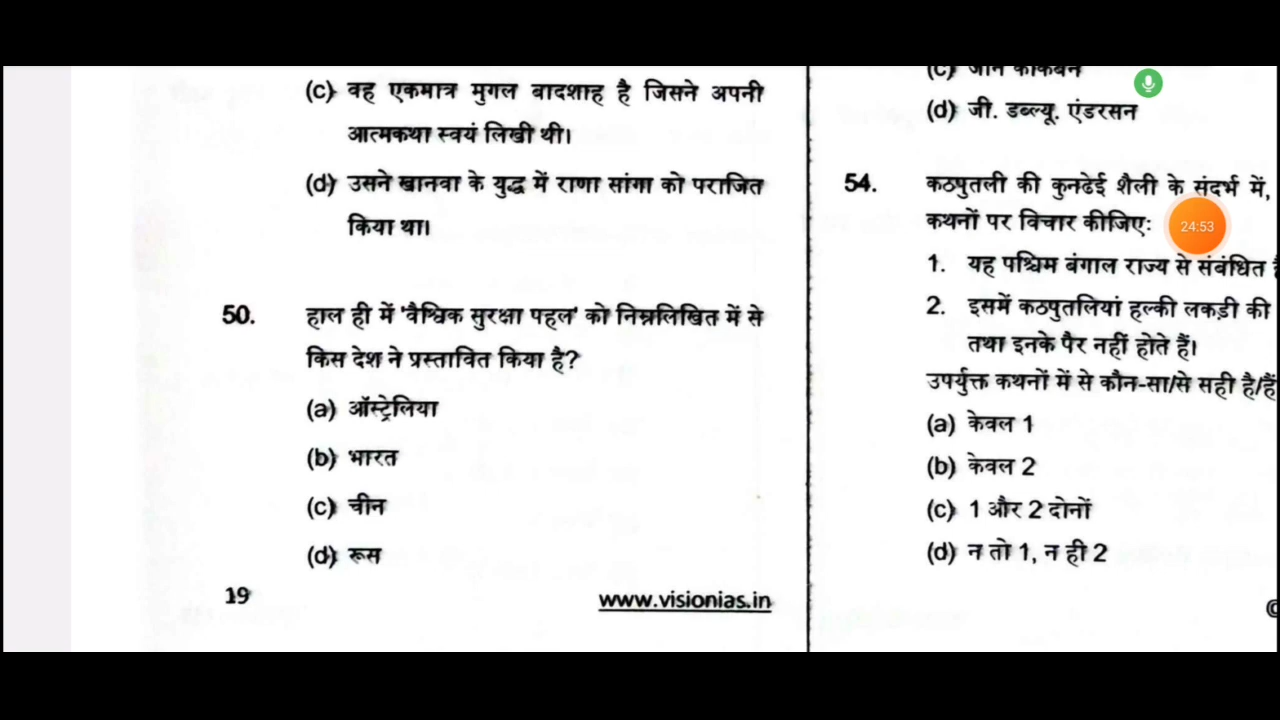 (c) वह एकमात्र मुगल बादशाह है जिसने अपनी
आत्मकथा स्वयं लिखी थी।
(d) उसने खानवा के युद्ध में राणा सांगा को पराजित
किया था।
50. हाल ही में 'वैश्विक सुरक्षा पहल' को निम्नलिखित में से
किस देश ने प्रस्तावित किया है?
(a) ऑस्ट्रेलिया
(b) भारत
(c) चीन
(d) रूस
19
www.visionias.in
(d) जी. डब्ल्यू. एंडरसन
54. कठपुतली की कुनढेई शैली के संदर्भ में,
कथनों पर विचार कीजिए:
24:53
1. यह पश्चिम बंगाल राज्य से संबंधित
2. इसमें कठपुतलियां हल्की लकड़ी की
तथा इनके पैर नहीं होते हैं।
उपर्युक्त कथनों में से कौन-सा/से सही है/हैं
(a) केवल 1
(b) केवल 2
(c) 1 और 2 दोनों
(d) न तो 1, न ही 2